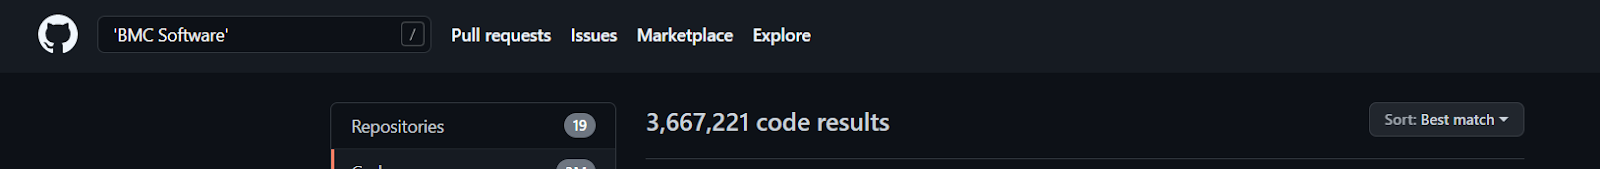 'BMC Software' /
Pull requests Issues Marketplace Explore
Repositories 19
3,667,221 code results
Sort: Best match